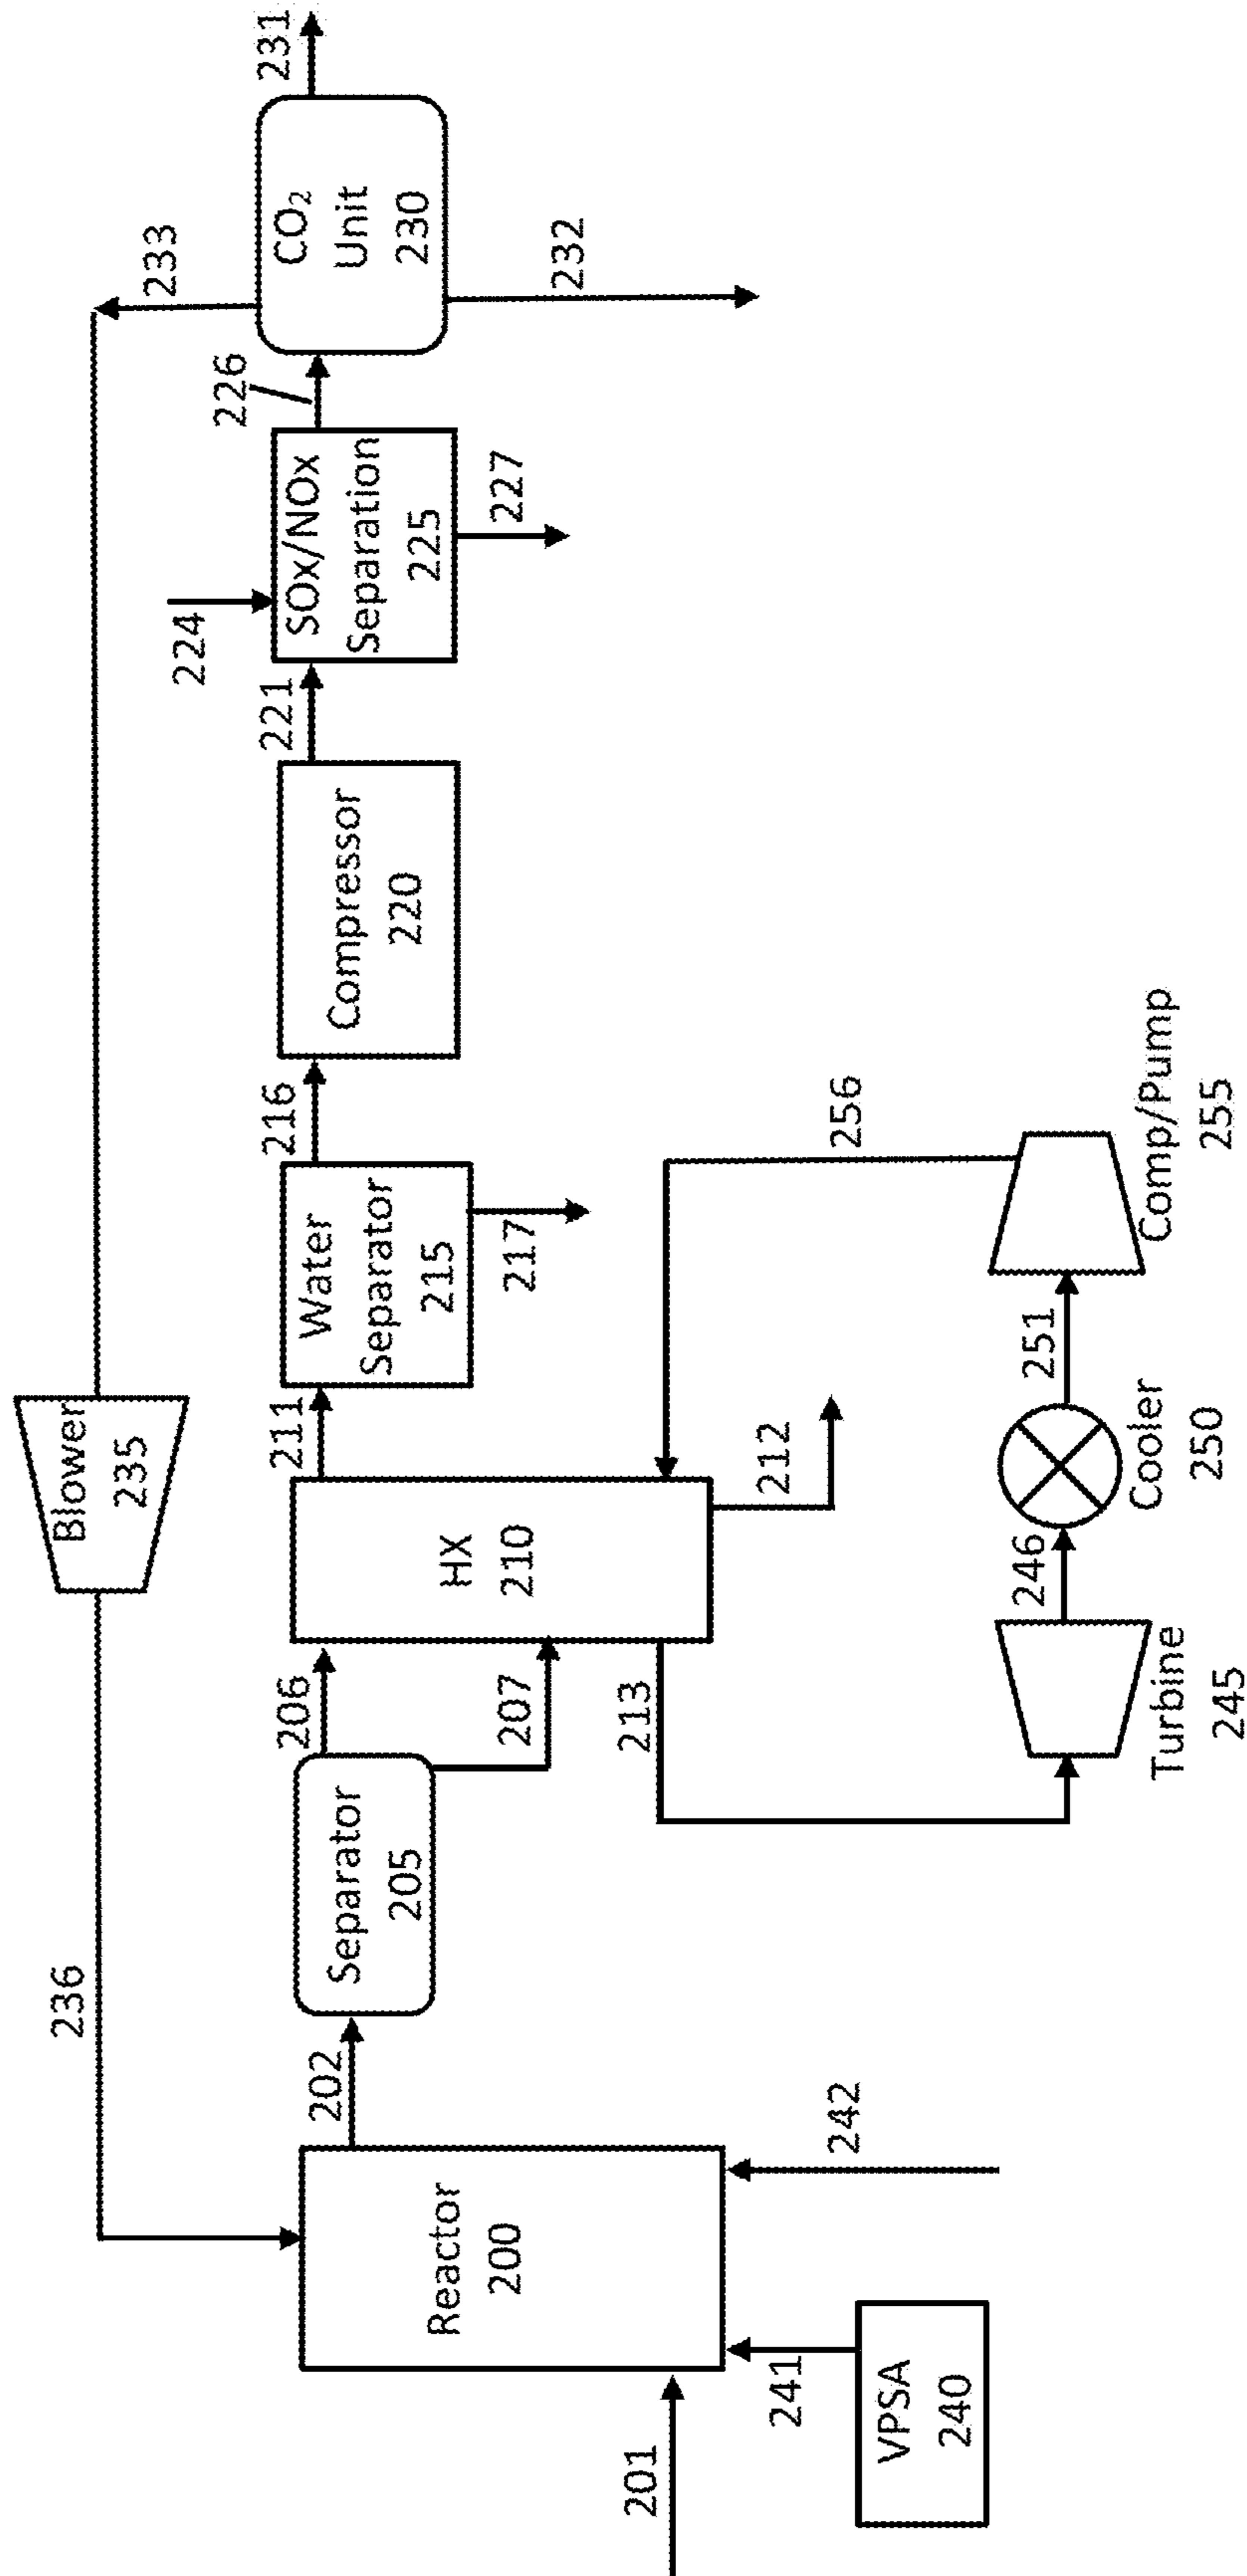 236
Blower
235
233
231
224
226
CO₂
Unit
230
232
SOx/NOx
Separation
225
227
221
Compressor
220
216
Water
Separator
215
217
211
HX
210
212
206
207
213
Separator
205
202
Reactor
200
201
241
242
VPSA
240
Turbine
245
246
Cooler
250
251
Comp/Pump
255
256